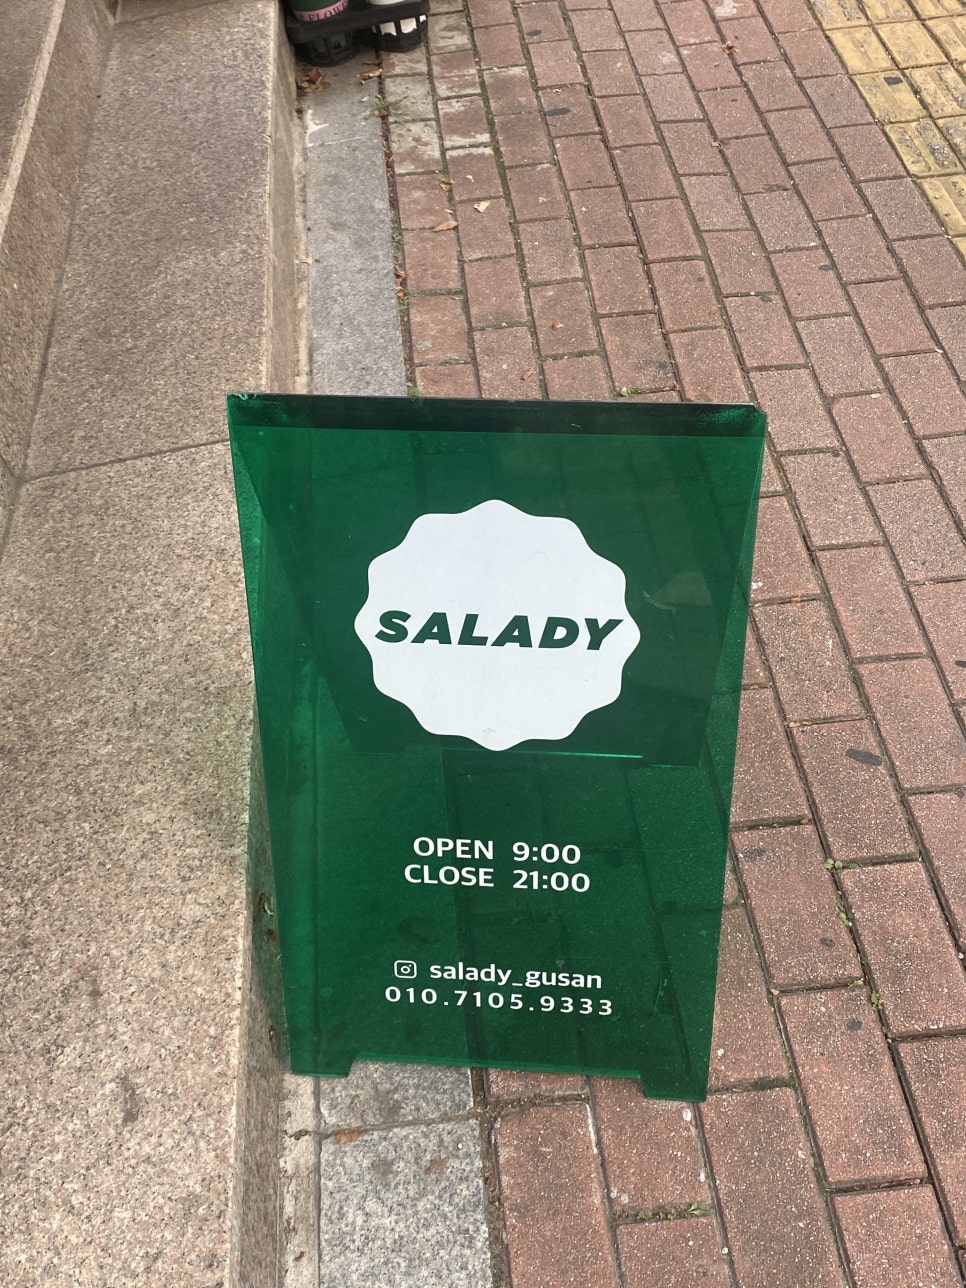 SALADY
OPEN 9:00
CLOSE 21:00
salady_gusan
010.7105.9333